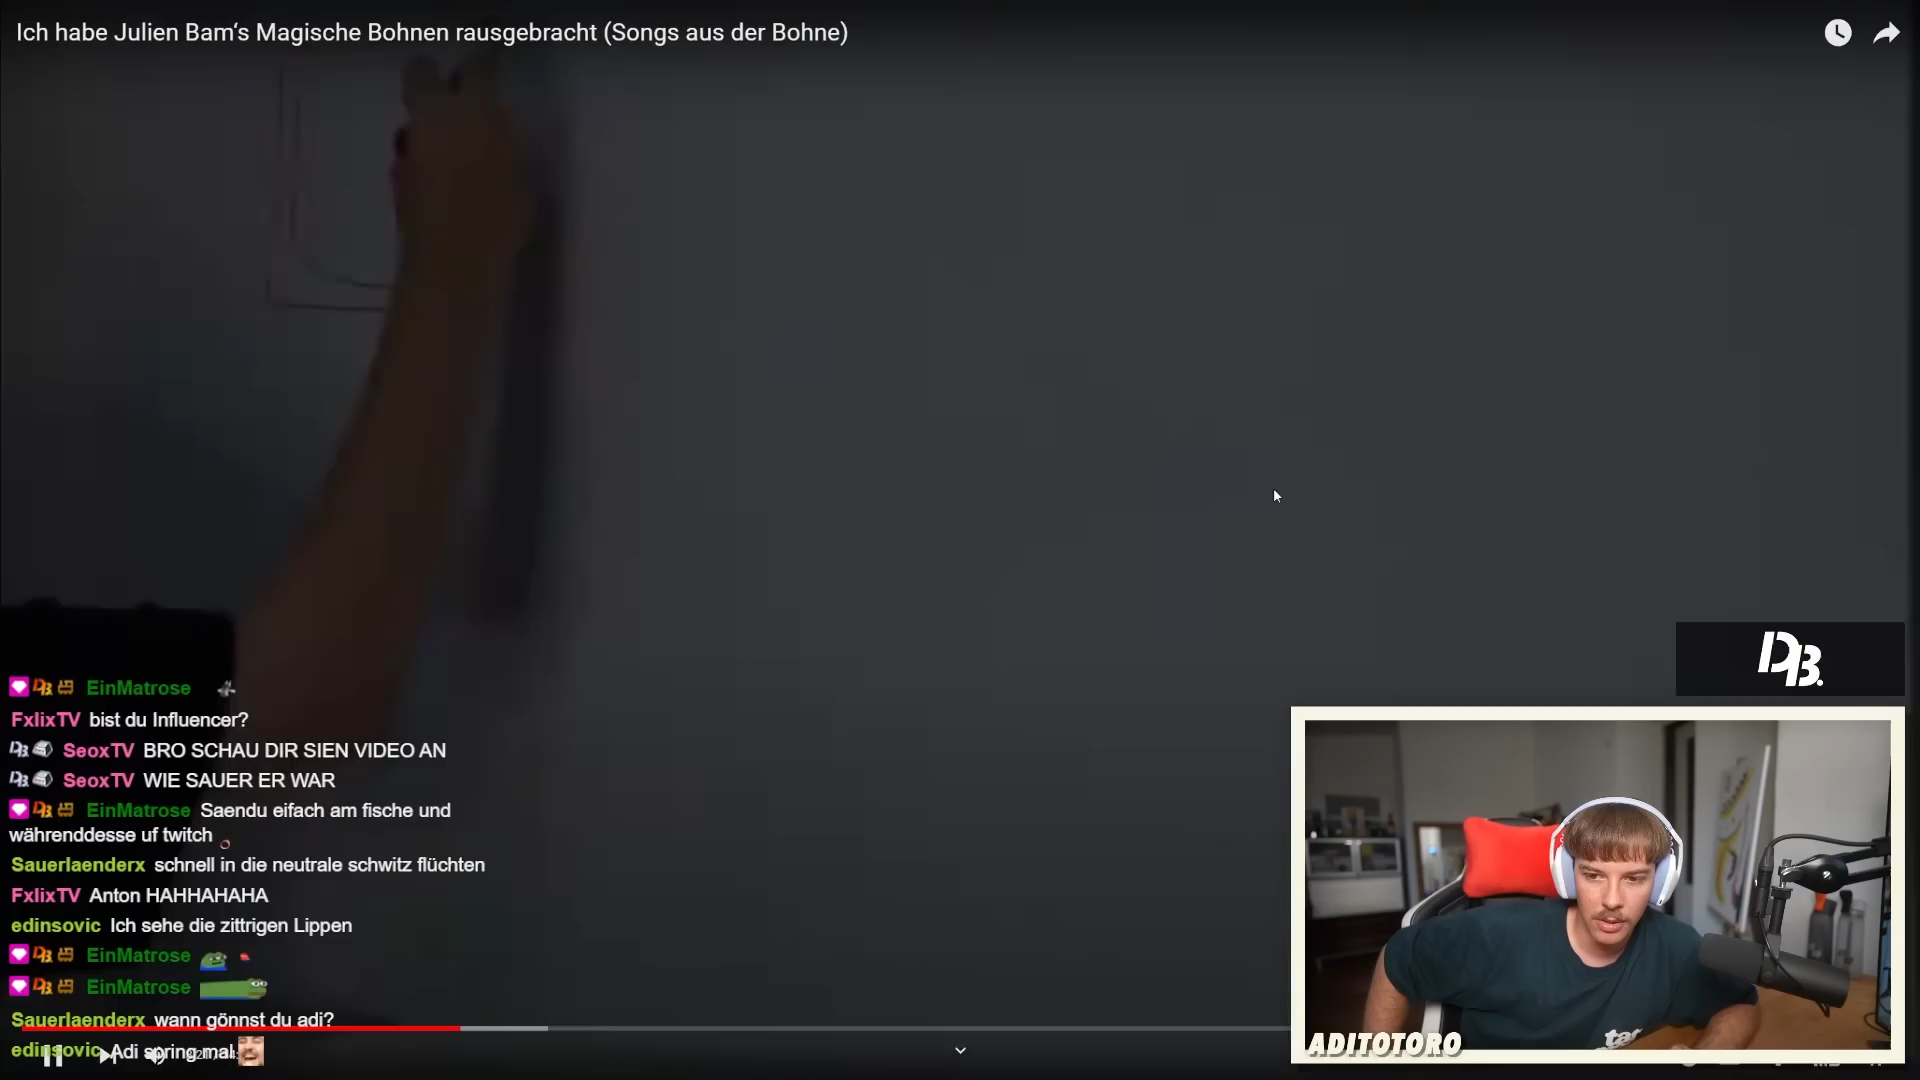 Ich habe Julien Bam‘s Magische Bohnen rausgebracht (Songs aus der Bohne)
DB.
EinMatrose
FxlixTV bist du Influencer?
SeoxTV BRO SCHAU DIR SIEN VIDEO AN
SeoxTV WIE SAUER ER WAR
EinMatrose Saendu eifach am fische und
währenddesse uf twitch
Sauerlaenderx schnell in die neutrale schwitz flüchten
FxlixTV Anton HAHHAHAHA
edinsovic Ich sehe die zittrigen Lippen
EinMatrose
EinMatrose
Sauerlaenderx wann gönnst du adi?
edinsovic Adi spring mal
ADITOTORO